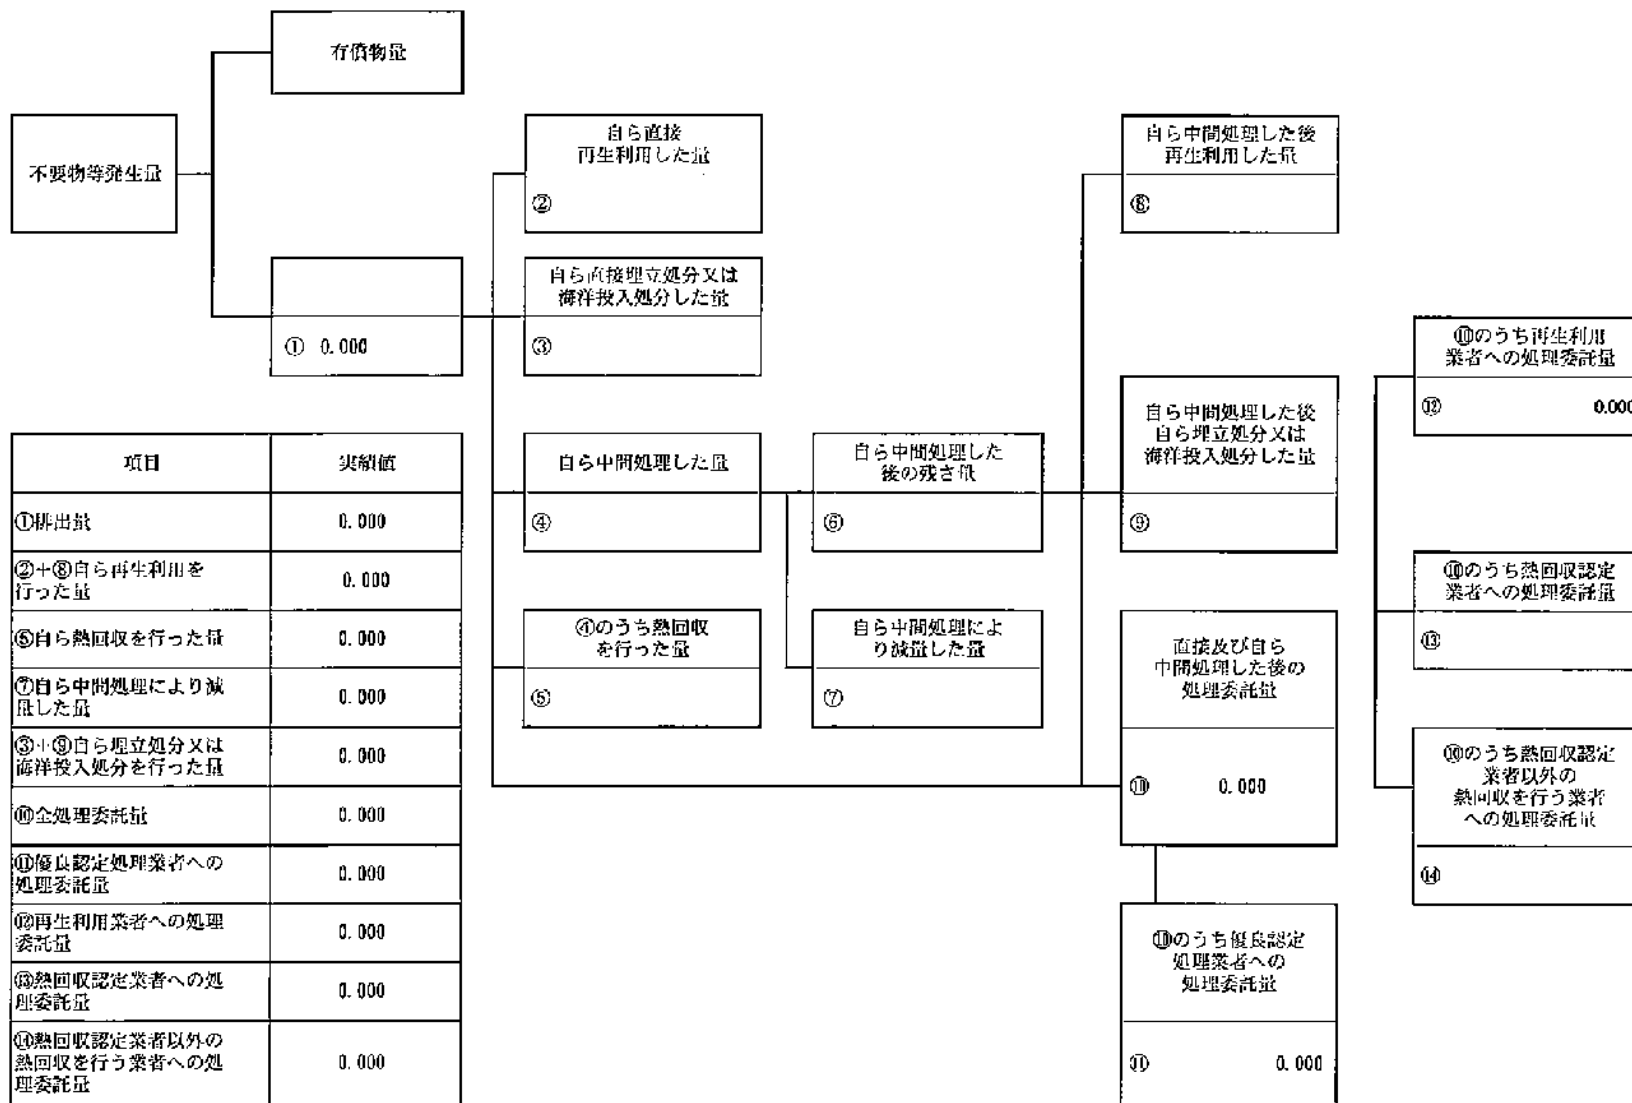 有償物量
不要物等発生量
① 0.000
自ら直接
再生利用した量
②
自ら直接埋立処分又は
海洋投入処分した量
③
自ら中間処理した量
④
④のうち熱回収
を行った量
⑤
自ら中間処理した
後の残さ量
⑥
自ら中間処理によ
り減量した量
⑦
自ら中間処理した後
再生利用した量
⑧
自ら中間処理した後
自ら埋立処分又は
海洋投入処分した量
⑨
直接及び自ら
中間処理した後の
処理委託量
⑩ 0.000
⑩のうち優良認定
処理業者への
処理委託量
⑪ 0.000
⑩のうち再生利用
業者への処理委託量
⑫ 0.000
⑩のうち熱回収認定
業者への処理委託量
⑬
⑩のうち熱回収認定
業者以外の
熱回収を行う業者
への処理委託量
⑭
項目 実績値
①排出量 0.000
②+⑧自ら再生利用を
行った量 0.000
⑤自ら熱回収を行った量 0.000
⑦自ら中間処理により減
量した量 0.000
③+⑨自ら埋立処分又は
海洋投入処分を行った量 0.000
⑩全処理委託量 0.000
⑪優良認定処理業者への
処理委託量 0.000
⑫再生利用業者への処理
委託量 0.000
⑬熱回収認定業者への処
理委託量 0.000
⑭熱回収認定業者以外の
熱回収を行う業者への処
理委託量 0.000